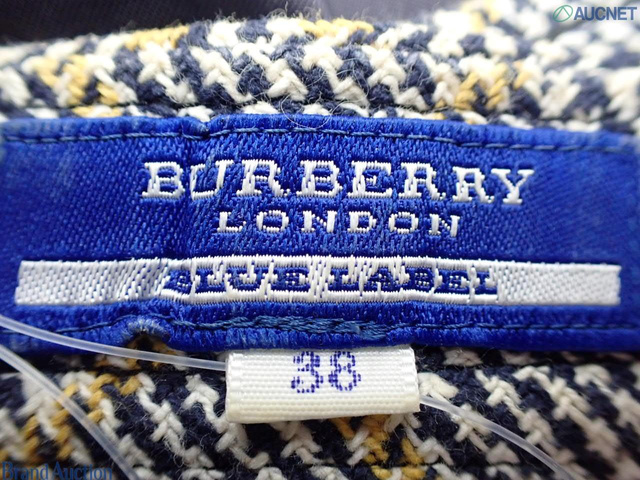 AUCNET
BURBERRY
LONDON
BLUE LABEL
38
Brand Auction